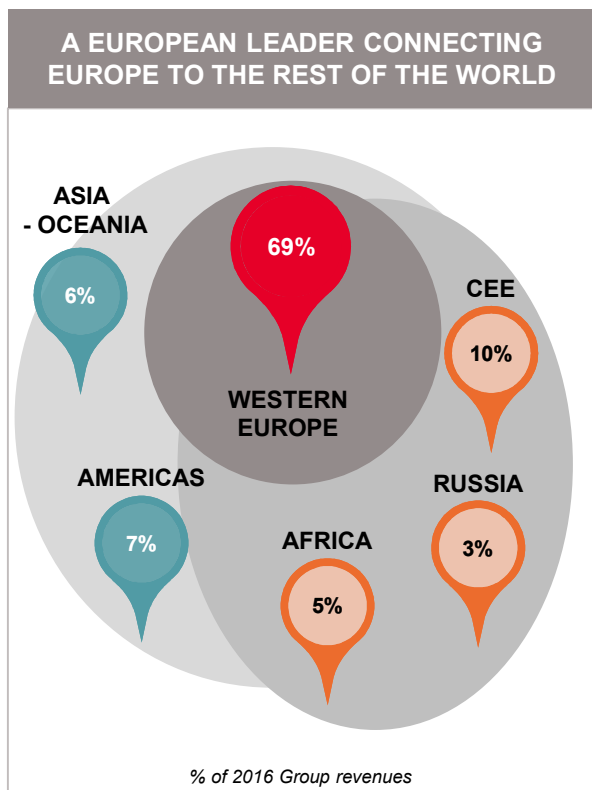 A EUROPEAN LEADER CONNECTING
EUROPE TO THE REST OF THE WORLD
ASIA
- OCEANIA
6%
69%
WESTERN
EUROPE
CEE
10%
AMERICAS
7%
AFRICA
5%
RUSSIA
3%
% of 2016 Group revenues